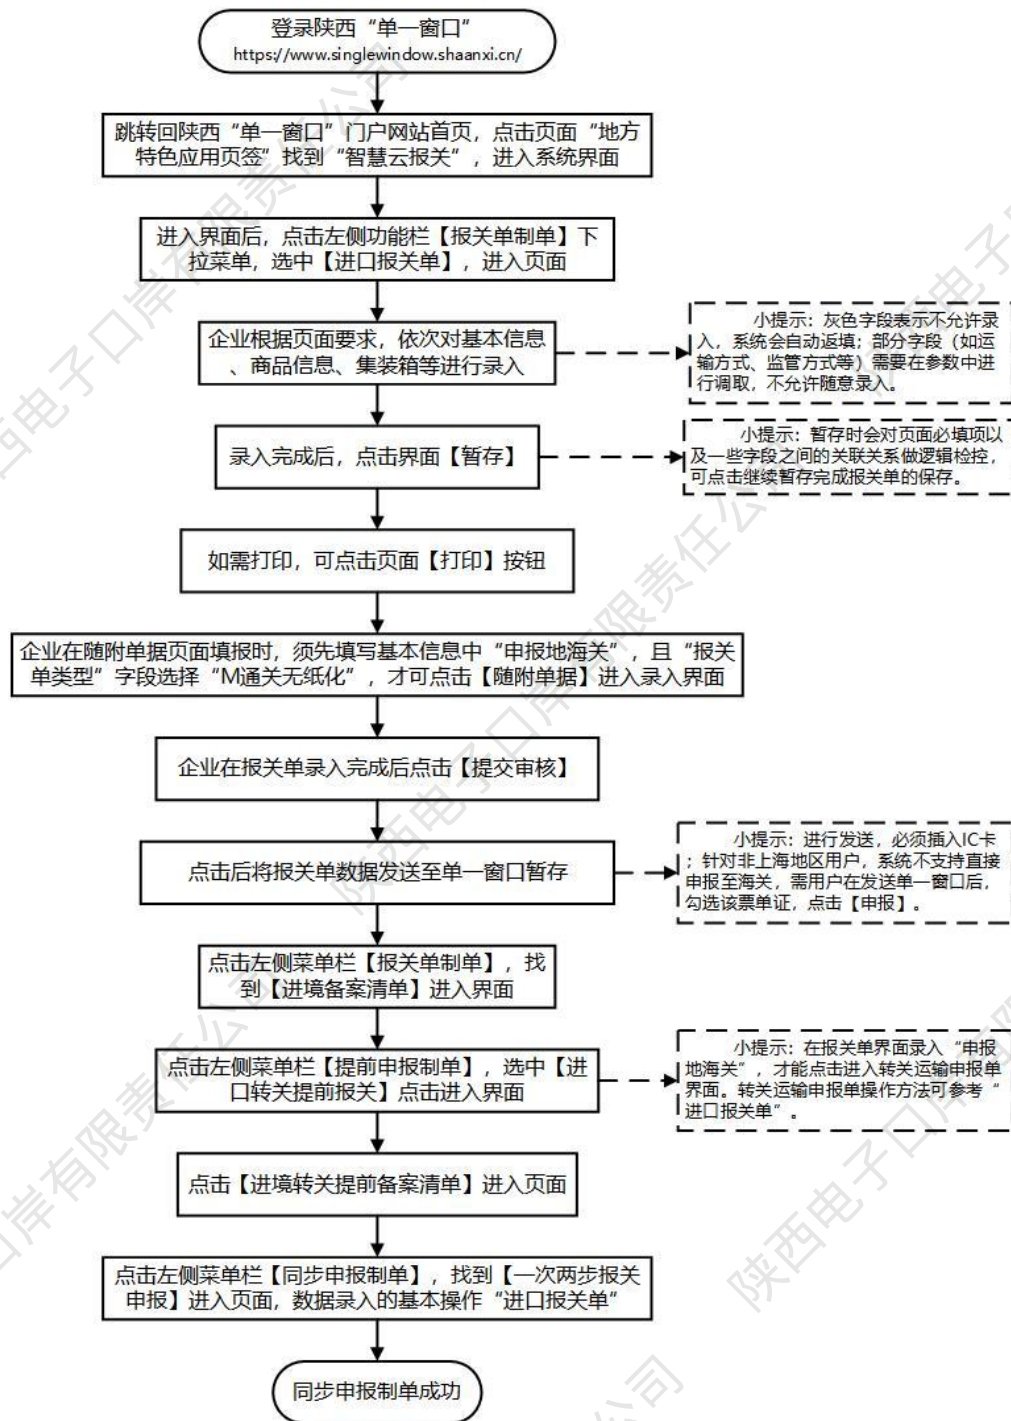 登录陕西“单一窗口”
https://www.singlewindow.shaanxi.cn/
跳转回陕西“单一窗口”门户网站首页，点击页面“地方
特色应用页签”找到“智慧云报关”，进入系统界面
进入界面后，点击左侧功能栏【报关单制单】下
拉菜单，选中【进口报关单】，进入页面
企业根据页面要求，依次对基本信息
、商品信息、集装箱等进行录入
小提示：灰色字段表示不允许录
入，系统会自动返填；部分字段（如运
输方式、监管方式等）需要在参数中进
行调取，不允许随意录入。
录入完成后，点击界面【暂存】
小提示：暂存时会对页面必填项以
及一些字段之间的关联关系做逻辑检控，
可点击继续暂存完成报关单的保存。
如需打印，可点击页面【打印】按钮
企业在随附单据页面填报时，须先填写基本信息中“申报地海关”，且“报关
单类型”字段选择“M通关无纸化”，才可点击【随附单据】进入录入界面
企业在报关单录入完成后点击【提交审核】
点击后将报关单数据发送至单一窗口暂存
小提示：进行发送，必须插入IC卡
；针对非上海地区用户，系统不支持直接
申报至海关，需用户在发送单一窗口后，
勾选该票单证，点击【申报】。
点击左侧菜单栏【报关单制单】，找
到【进境备案清单】进入界面
点击左侧菜单栏【提前申报制单】，选中【进
口转关提前报关】点击进入界面
小提示：在报关单界面录入“申报
地海关”，才能点击进入转关运输申报单
界面。转关运输申报单操作方法可参考“
进口报关单”。
点击【进境转关提前备案清单】进入页面
点击左侧菜单栏【同步申报制单】，找到【一次两步报关
申报】进入页面，数据录入的基本操作“进口报关单”
同步申报制单成功
陕西电子口岸有限责任公司